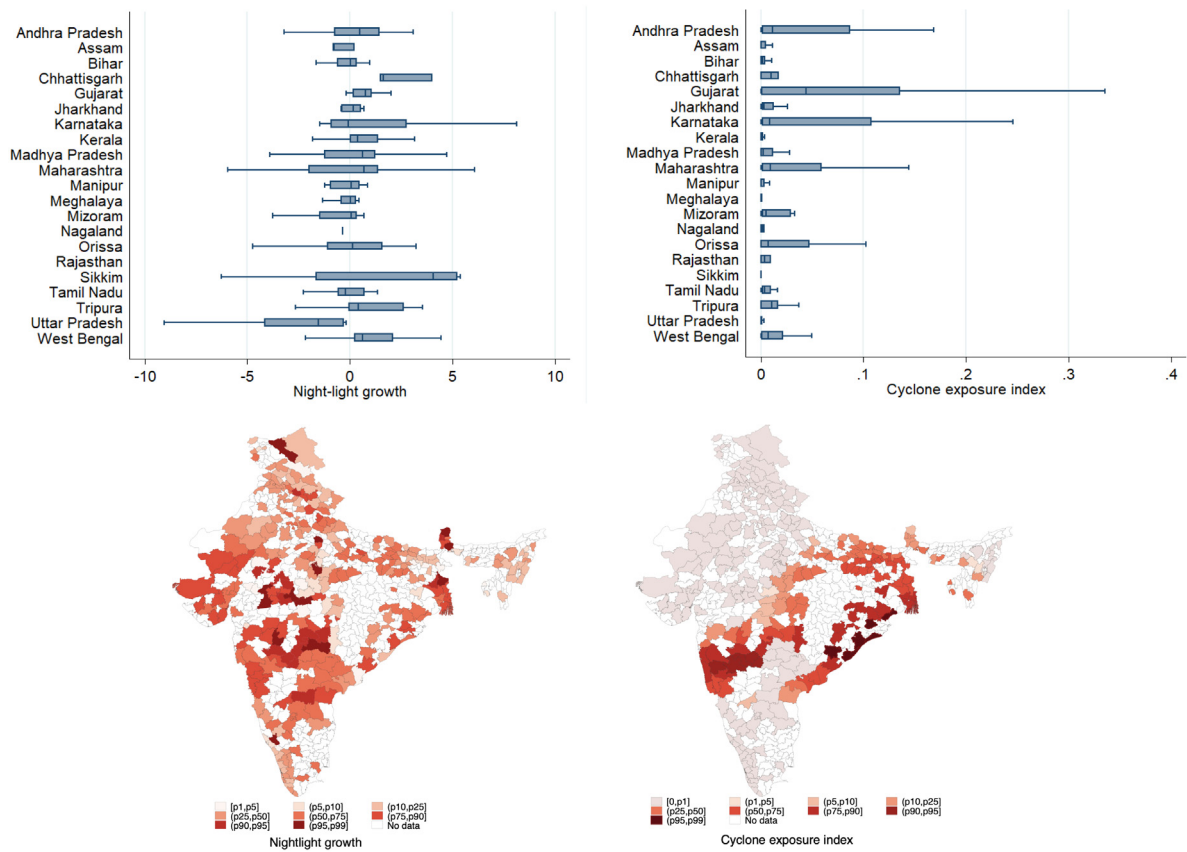 Andhra Pradesh
Assam
Bihar
Chhattisgarh
Gujarat
Jharkhand
Karnataka
Kerala
Madhya Pradesh
Maharashtra
Manipur
Meghalaya
Mizoram
Nagaland
Orissa
Rajasthan
Sikkim
Tamil Nadu
Tripura
Uttar Pradesh
West Bengal
-10 -5 0 5 10
Night-light growth
Andhra Pradesh
Assam
Bihar
Chhattisgarh
Gujarat
Jharkhand
Karnataka
Kerala
Madhya Pradesh
Maharashtra
Manipur
Meghalaya
Mizoram
Nagaland
Orissa
Rajasthan
Sikkim
Tamil Nadu
Tripura
Uttar Pradesh
West Bengal
0 .1 .2 .3 .4
Cyclone exposure index
[p1,p5] (p5,p10] (p10,p25]
(p25,p50] (p50,p75] (p75,p90]
(p90,p95] (p95,p99] No data
Nightlight growth
[0,p1] (p1,p5] (p5,p10] (p10,p25]
(p25,p50] (p50,p75] (p75,p90] (p90,p95]
(p95,p99] No data
Cyclone exposure index